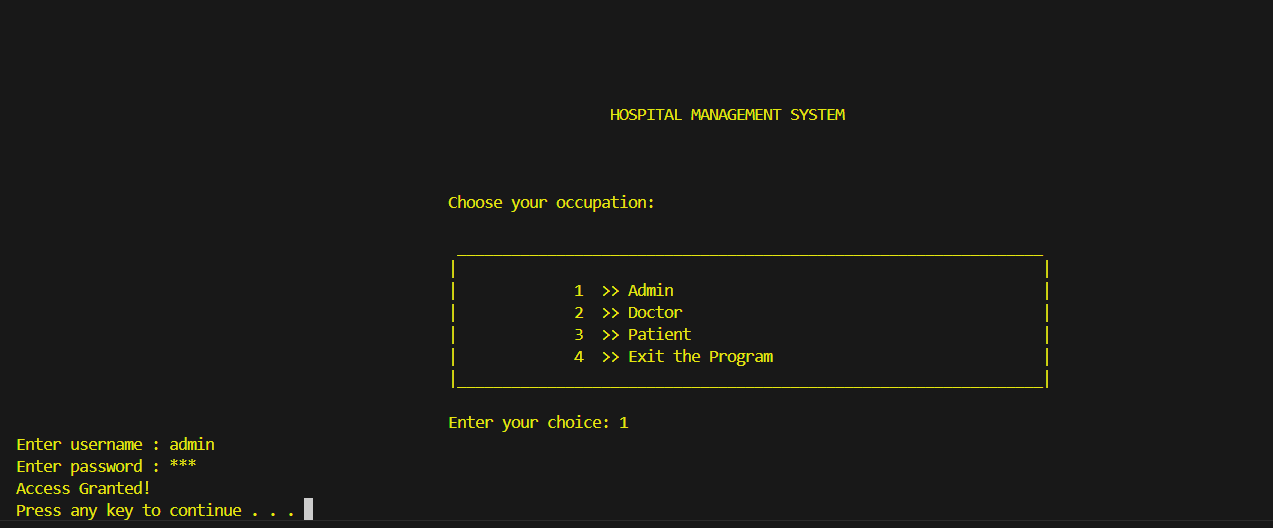 HOSPITAL MANAGEMENT SYSTEM
Choose your occupation:
1 >> Admin
2 >> Doctor
3 >> Patient
4 >> Exit the Program
Enter your choice: 1
Enter username : admin
Enter password : ***
Access Granted!
Press any key to continue . . .